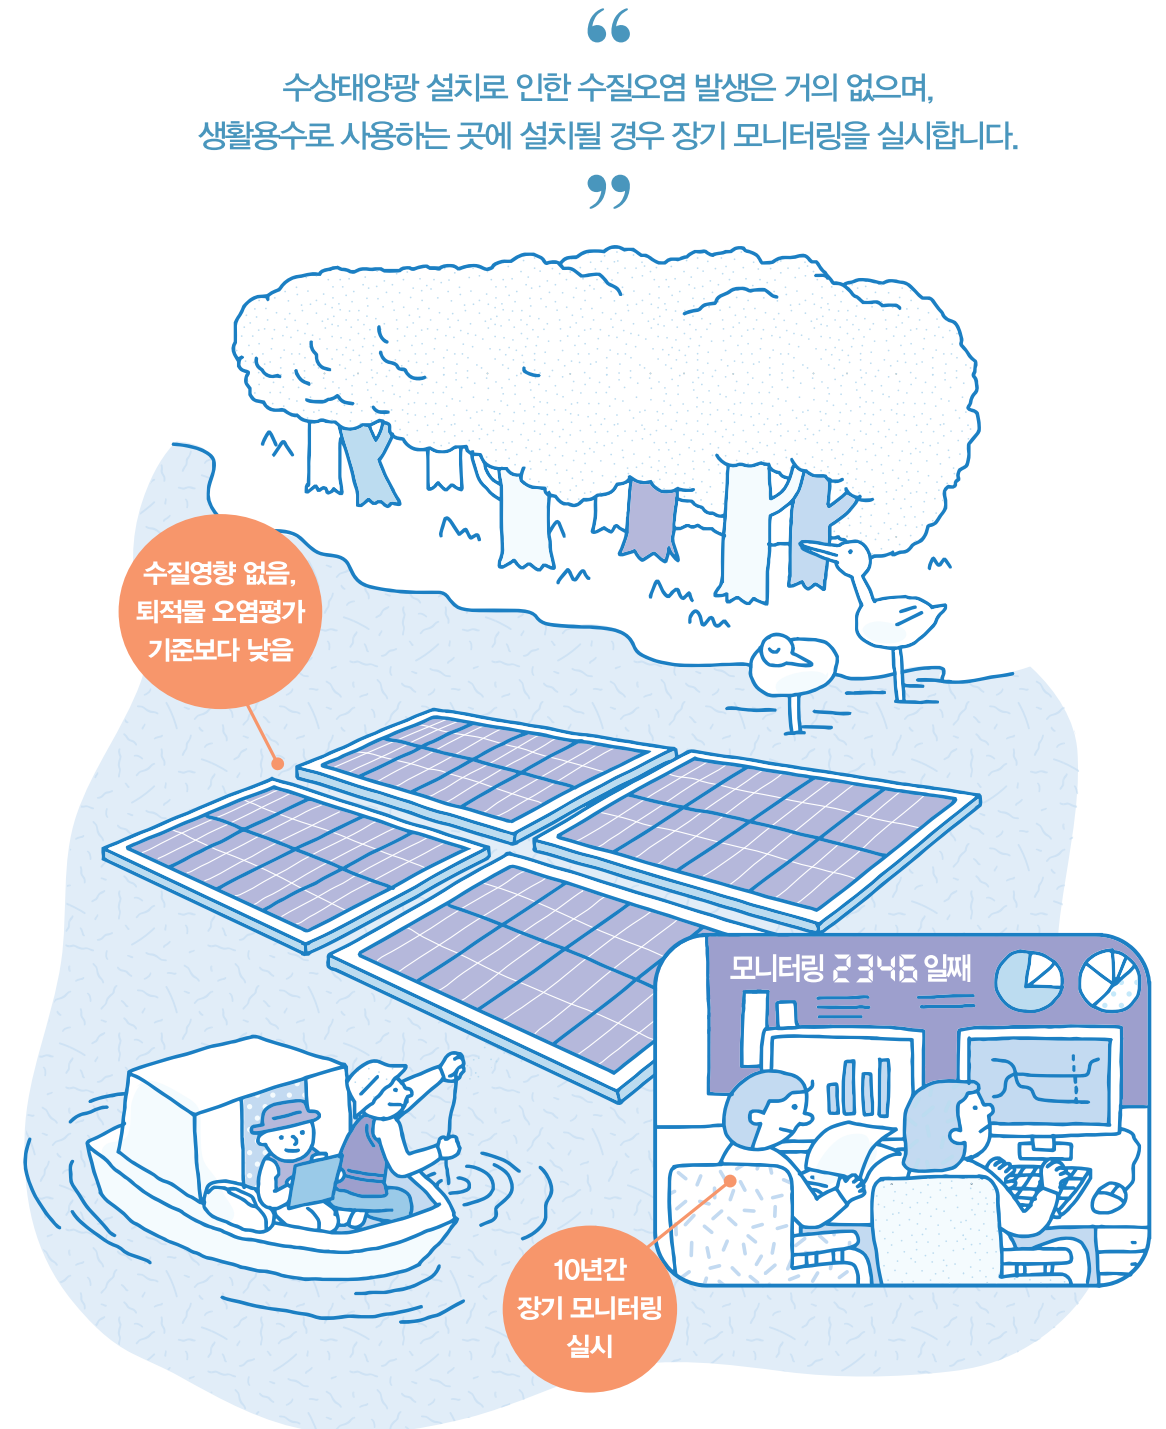 “
수상태양광 설치로 인한 수질오염 발생은 거의 없으며,
생활용수로 사용하는 곳에 설치될 경우 장기 모니터링을 실시합니다.
”
수질영향 없음,
퇴적물 오염평가
기준보다 낮음
모니터링 2346 일째
10년간
장기 모니터링
실시